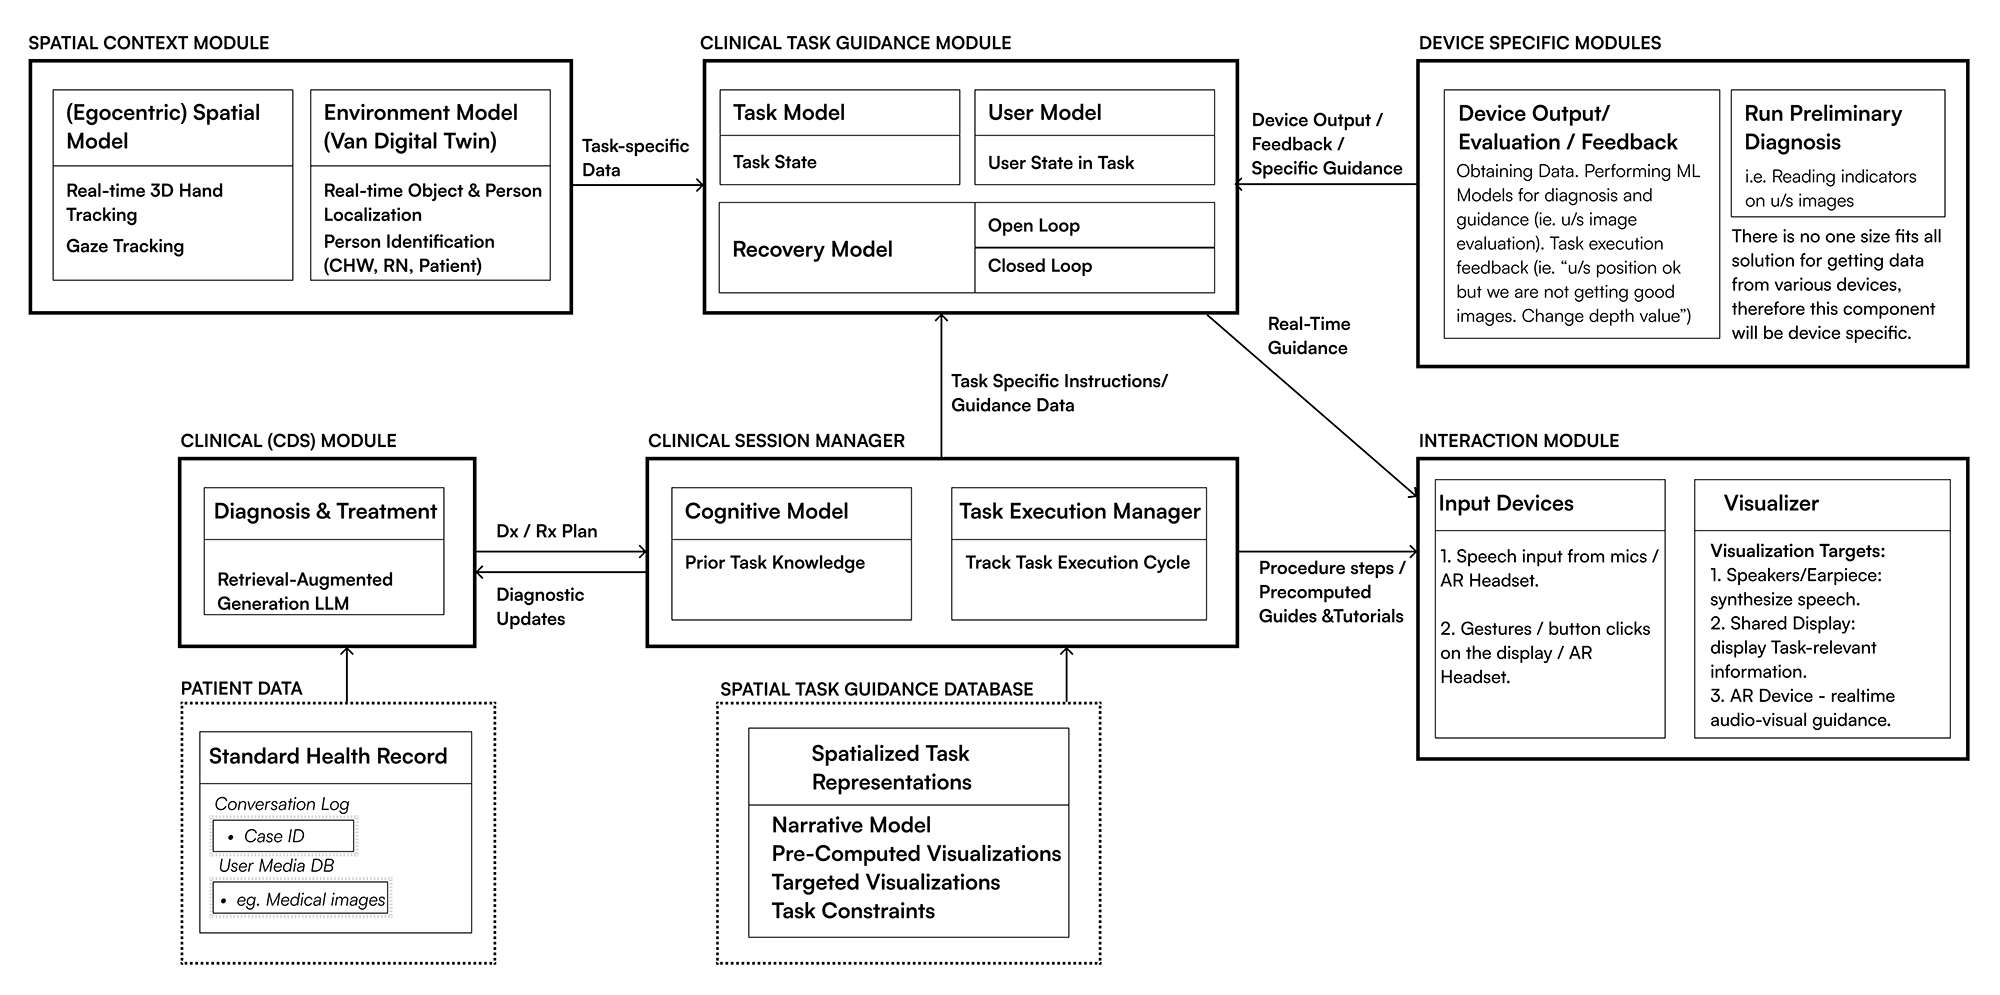 SPATIAL CONTEXT MODULE
(Egocentric) Spatial
Model
Real-time 3D Hand
Tracking
Gaze Tracking
Environment Model
(Van Digital Twin)
Real-time Object & Person
Localization
Person Identification
(CHW, RN, Patient)
Task-specific
Data
CLINICAL TASK GUIDANCE MODULE
Task Model
Task State
User Model
User State in Task
Recovery Model
Open Loop
Closed Loop
Device Output /
Feedback /
Specific Guidance
DEVICE SPECIFIC MODULES
Device Output/
Evaluation / Feedback
Obtaining Data. Performing ML
Models for diagnosis and
guidance (ie. u/s image
evaluation). Task execution
feedback (ie. “u/s position ok
but we are not getting good
images. Change depth value”)
Run Preliminary
Diagnosis
i.e. Reading indicators
on u/s images
There is no one size fits all
solution for getting data
from various devices,
therefore this component
will be device specific.
Real-Time
Guidance
Task Specific Instructions/
Guidance Data
CLINICAL (CDS) MODULE
Diagnosis & Treatment
Retrieval-Augmented
Generation LLM
Dx / Rx Plan
Diagnostic
Updates
CLINICAL SESSION MANAGER
Cognitive Model
Prior Task Knowledge
Task Execution Manager
Track Task Execution Cycle
Procedure steps /
Precomputed
Guides &Tutorials
INTERACTION MODULE
Input Devices
1. Speech input from mics /
AR Headset.
2. Gestures / button clicks
on the display / AR
Headset.
Visualizer
Visualization Targets:
1. Speakers/Earpiece:
synthesize speech.
2. Shared Display:
display Task-relevant
information.
3. AR Device - realtime
audio-visual guidance.
PATIENT DATA
Standard Health Record
Conversation Log
• Case ID
User Media DB
• eg. Medical images
SPATIAL TASK GUIDANCE DATABASE
Spatialized Task
Representations
Narrative Model
Pre-Computed Visualizations
Targeted Visualizations
Task Constraints